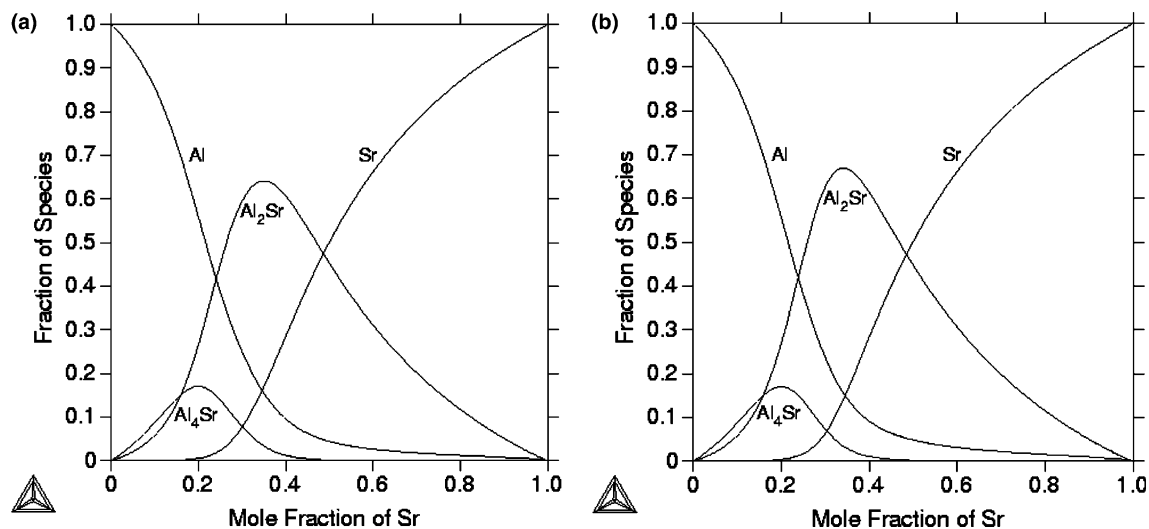 (a)
1.0
0.9
0.8
0.7
0.6
0.5
0.4
0.3
0.2
0.1
0
Fraction of Species
Al
Sr
Al2Sr
Al4Sr
0 0.2 0.4 0.6 0.8 1.0
Mole Fraction of Sr
(b)
1.0
0.9
0.8
0.7
0.6
0.5
0.4
0.3
0.2
0.1
0
Fraction of Species
Al
Sr
Al2Sr
Al4Sr
0 0.2 0.4 0.6 0.8 1.0
Mole Fraction of Sr